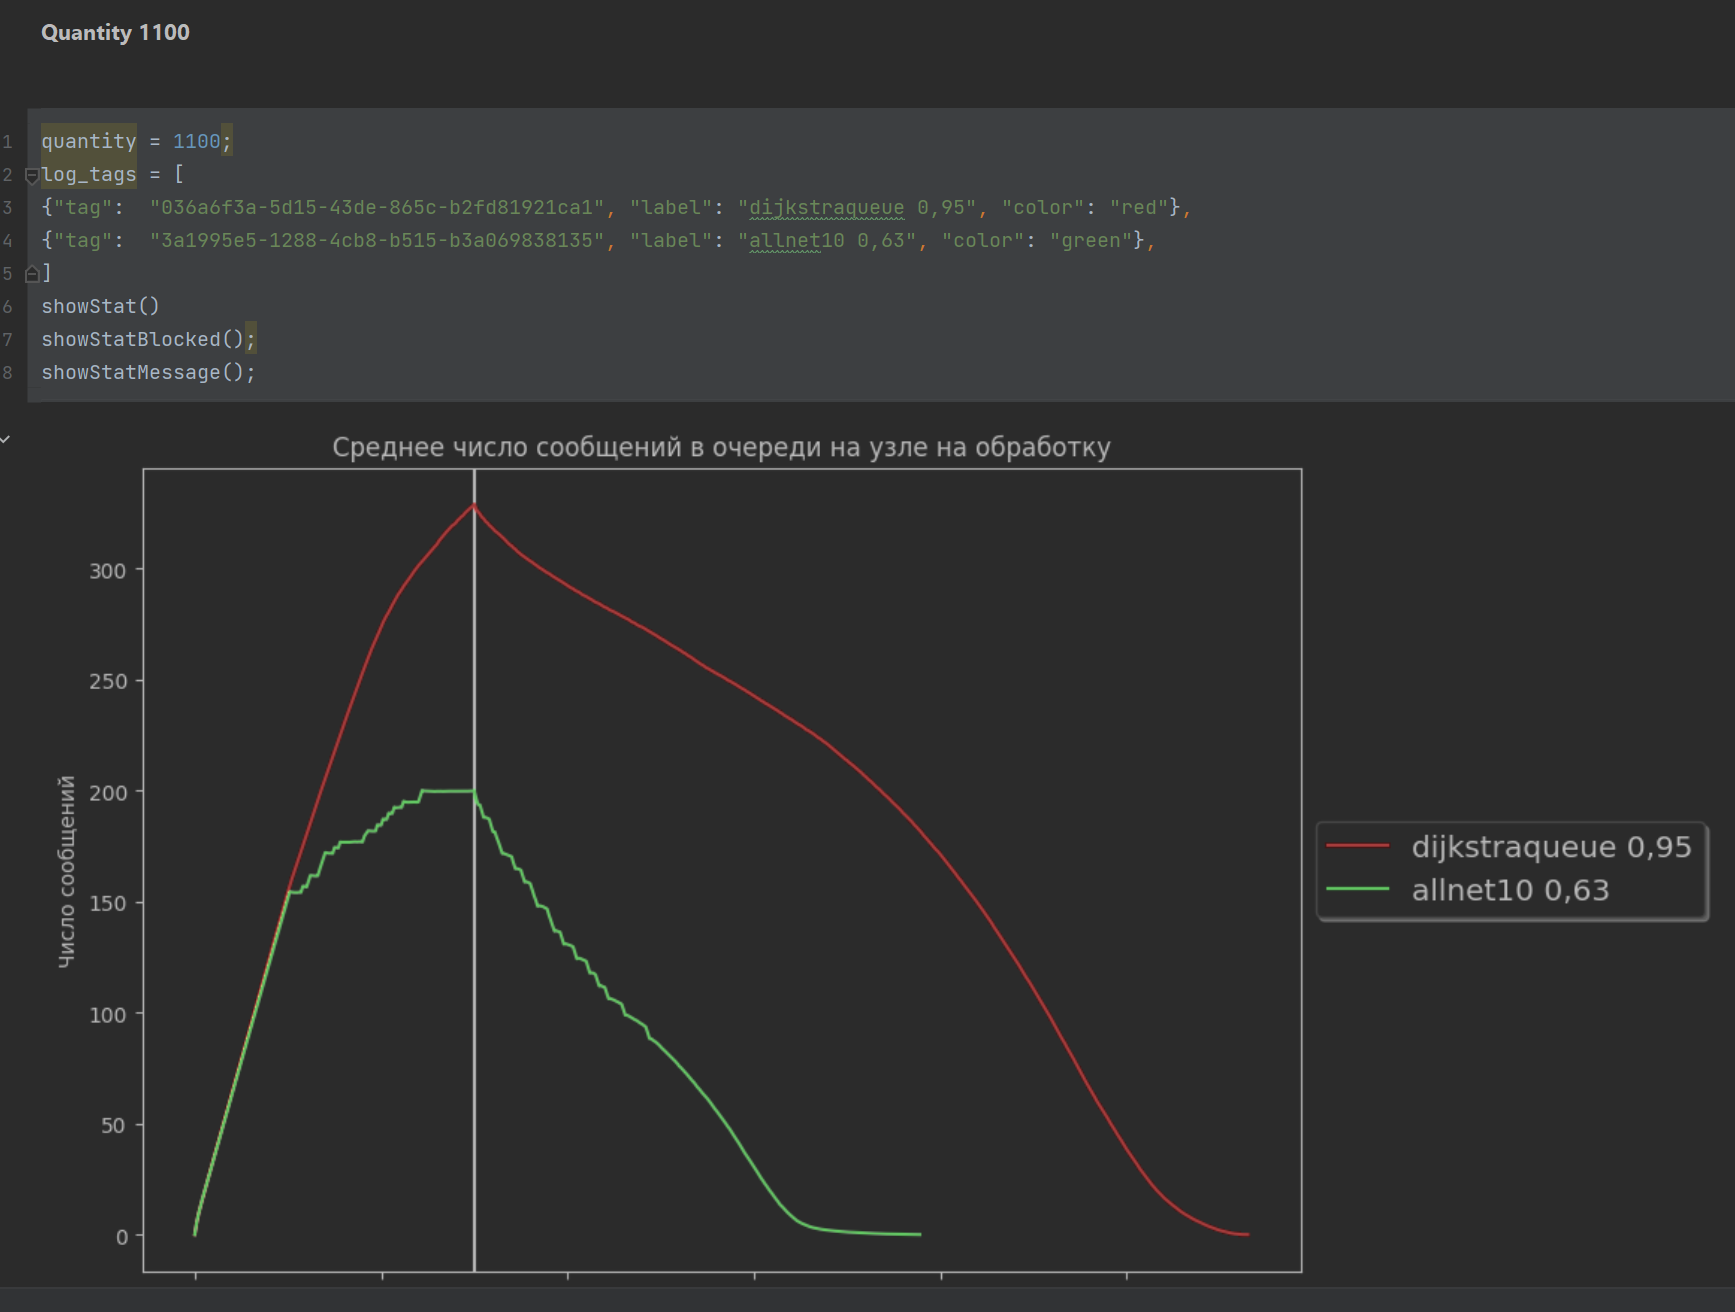 Quantity 1100
1 quantity = 1100;
2 log_tags = [
3 {"tag":  "036a6f3a-5d15-43de-865c-b2fd81921ca1", "label": "dijkstraqueue 0,95", "color": "red"},
4 {"tag":  "3a1995e5-1288-4cb8-b515-b3a069838135", "label": "allnet10 0,63", "color": "green"},
5 ]
6 showStat()
7 showStatBlocked();
8 showStatMessage();
Среднее число сообщений в очереди на узле на обработку
Число сообщений
300
250
200
150
100
50
0
dijkstraqueue 0,95
allnet10 0,63